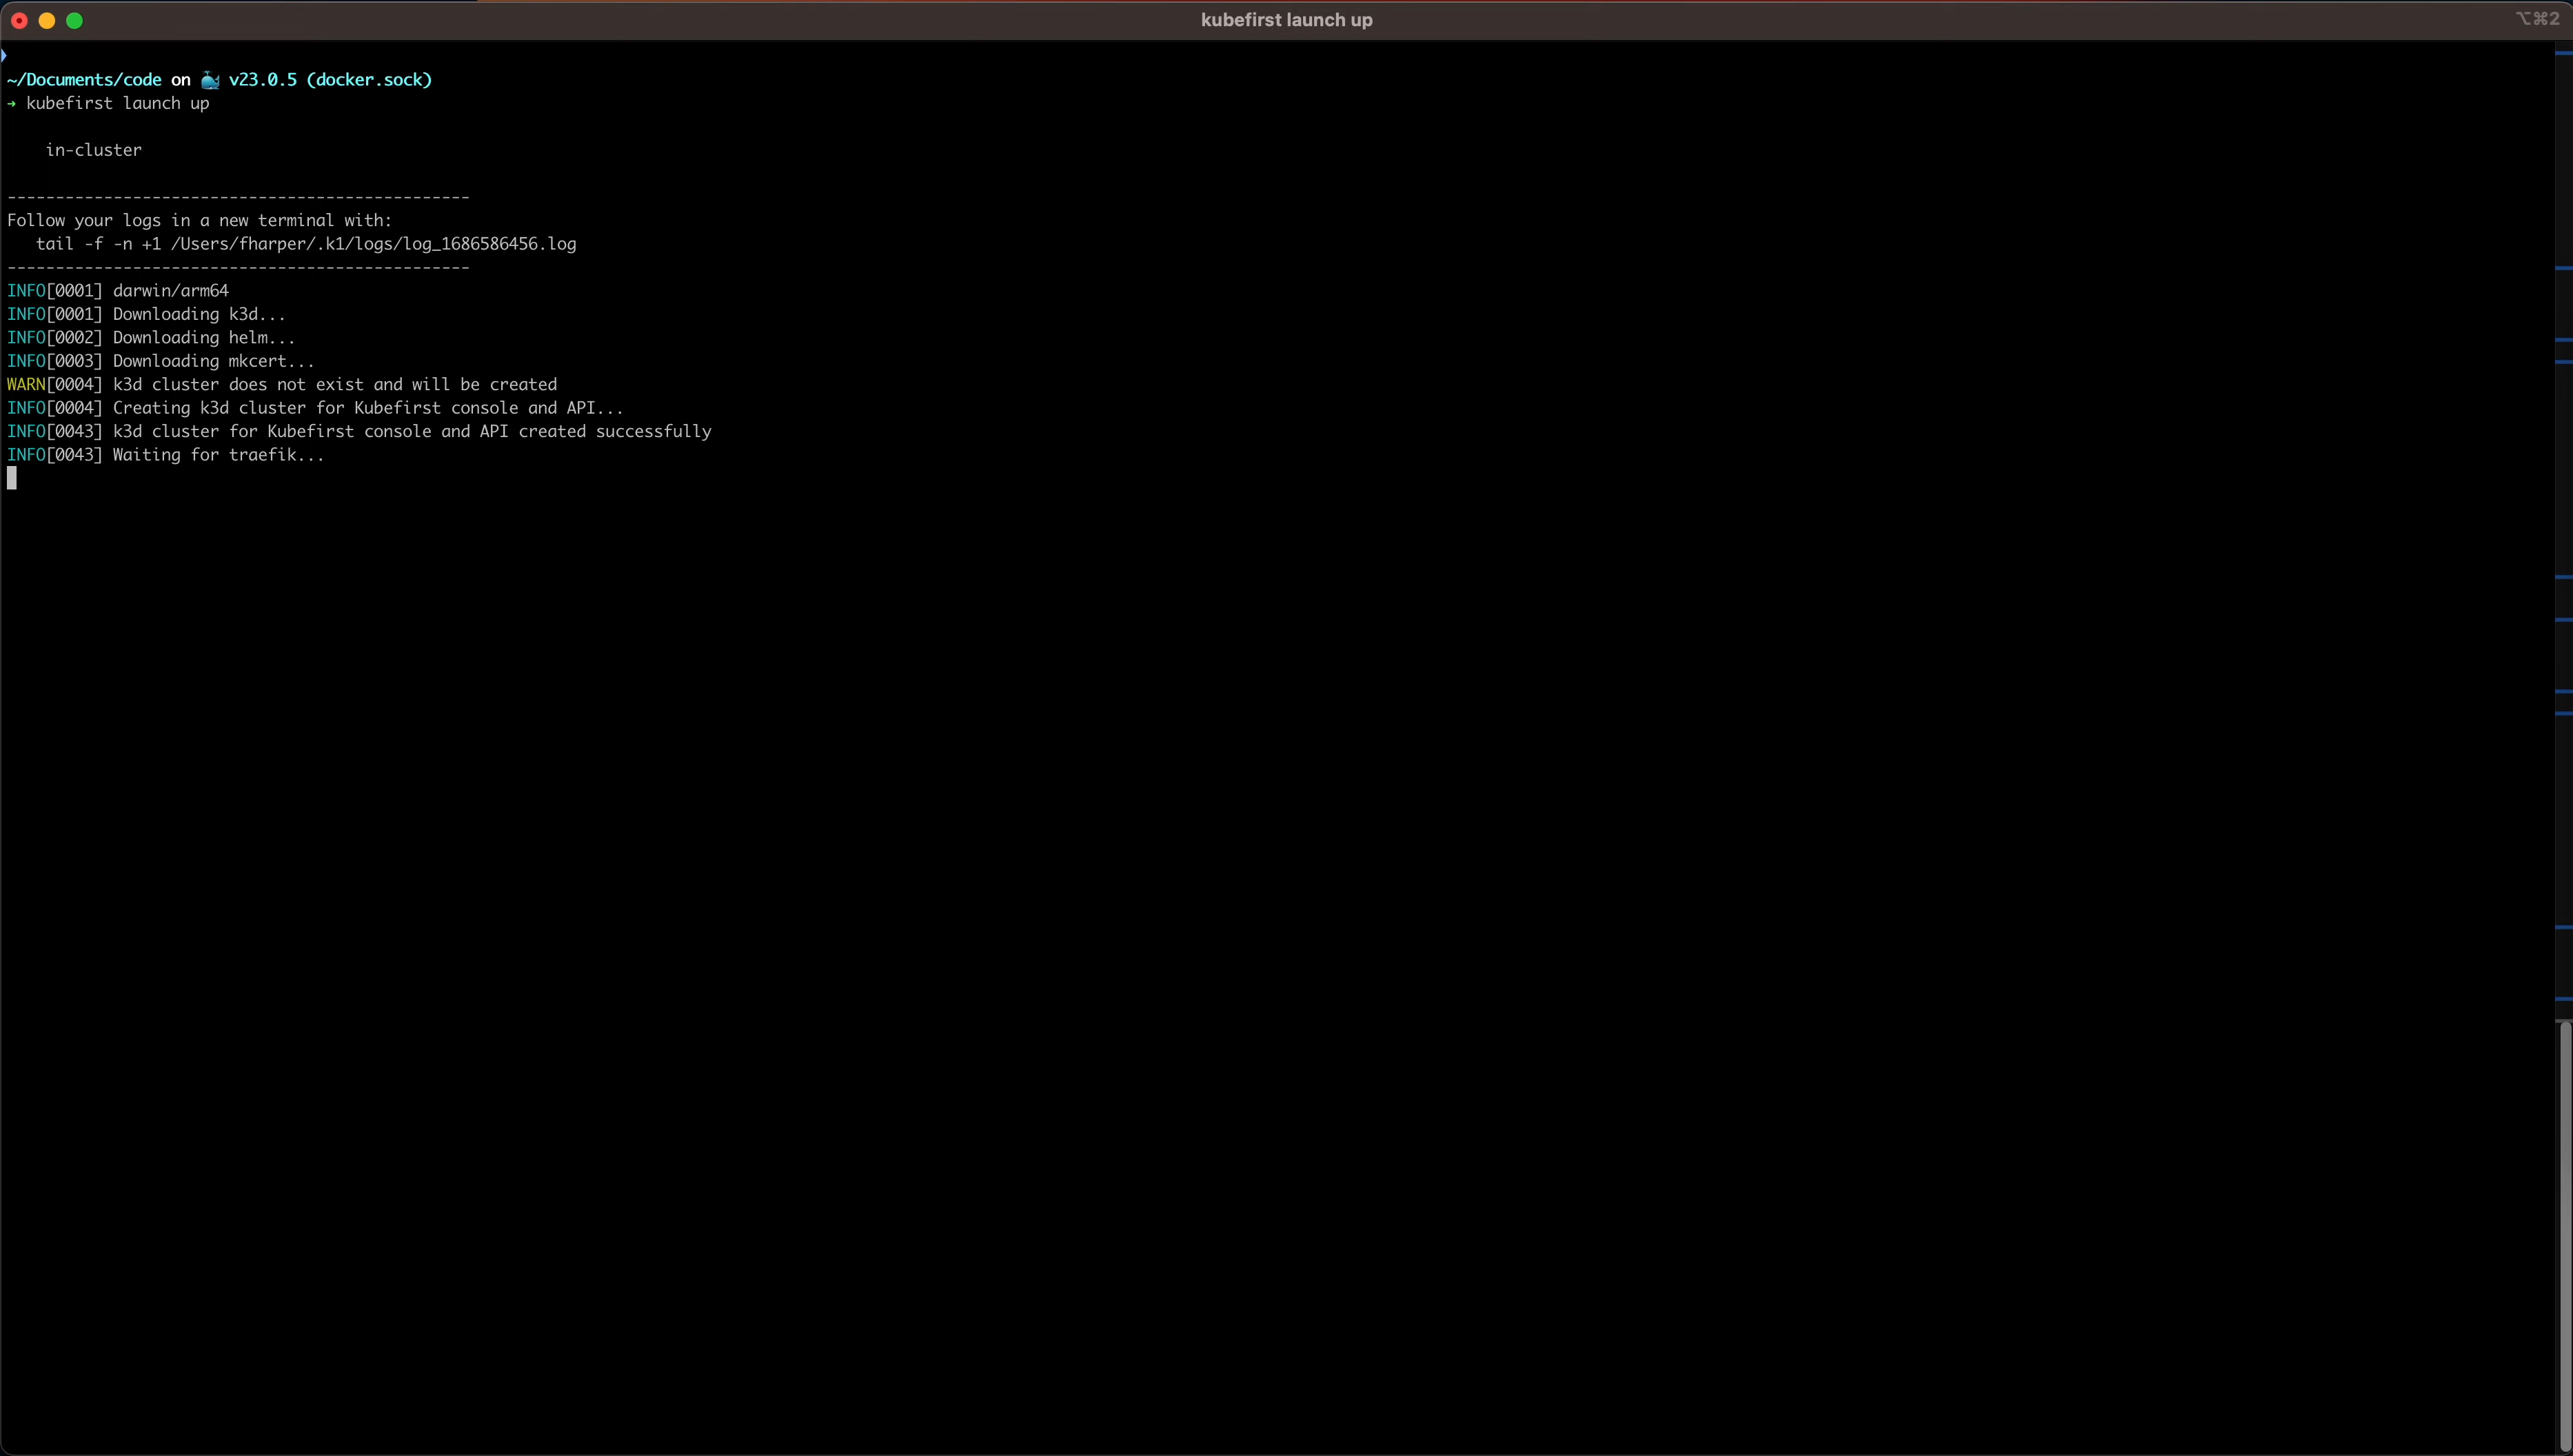 kubefirst launch up
⌥⌘2
~/Documents/code on 🐳 v23.0.5 (docker.sock)
➜ kubefirst launch up
in-cluster
------------------------------------------------
Follow your logs in a new terminal with:
tail -f -n +1 /Users/fharper/.k1/logs/log_1686586456.log
------------------------------------------------
INFO[0001] darwin/arm64
INFO[0001] Downloading k3d...
INFO[0002] Downloading helm...
INFO[0003] Downloading mkcert...
WARN[0004] k3d cluster does not exist and will be created
INFO[0004] Creating k3d cluster for Kubefirst console and API...
INFO[0043] k3d cluster for Kubefirst console and API created successfully
INFO[0043] Waiting for traefik...